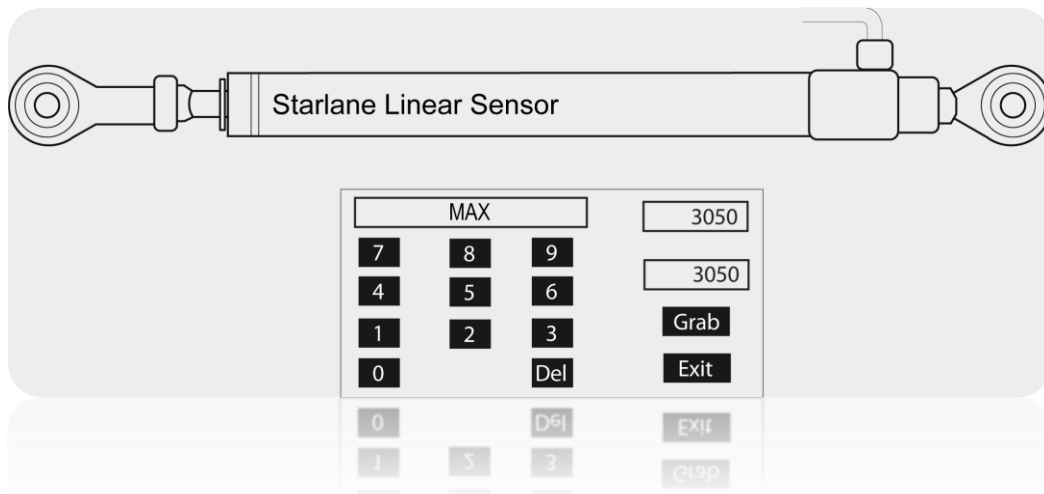 Starlane Linear Sensor
MAX
3050
7 8 9
3050
4 5 6
Grab
1 2 3
Exit
0 Del